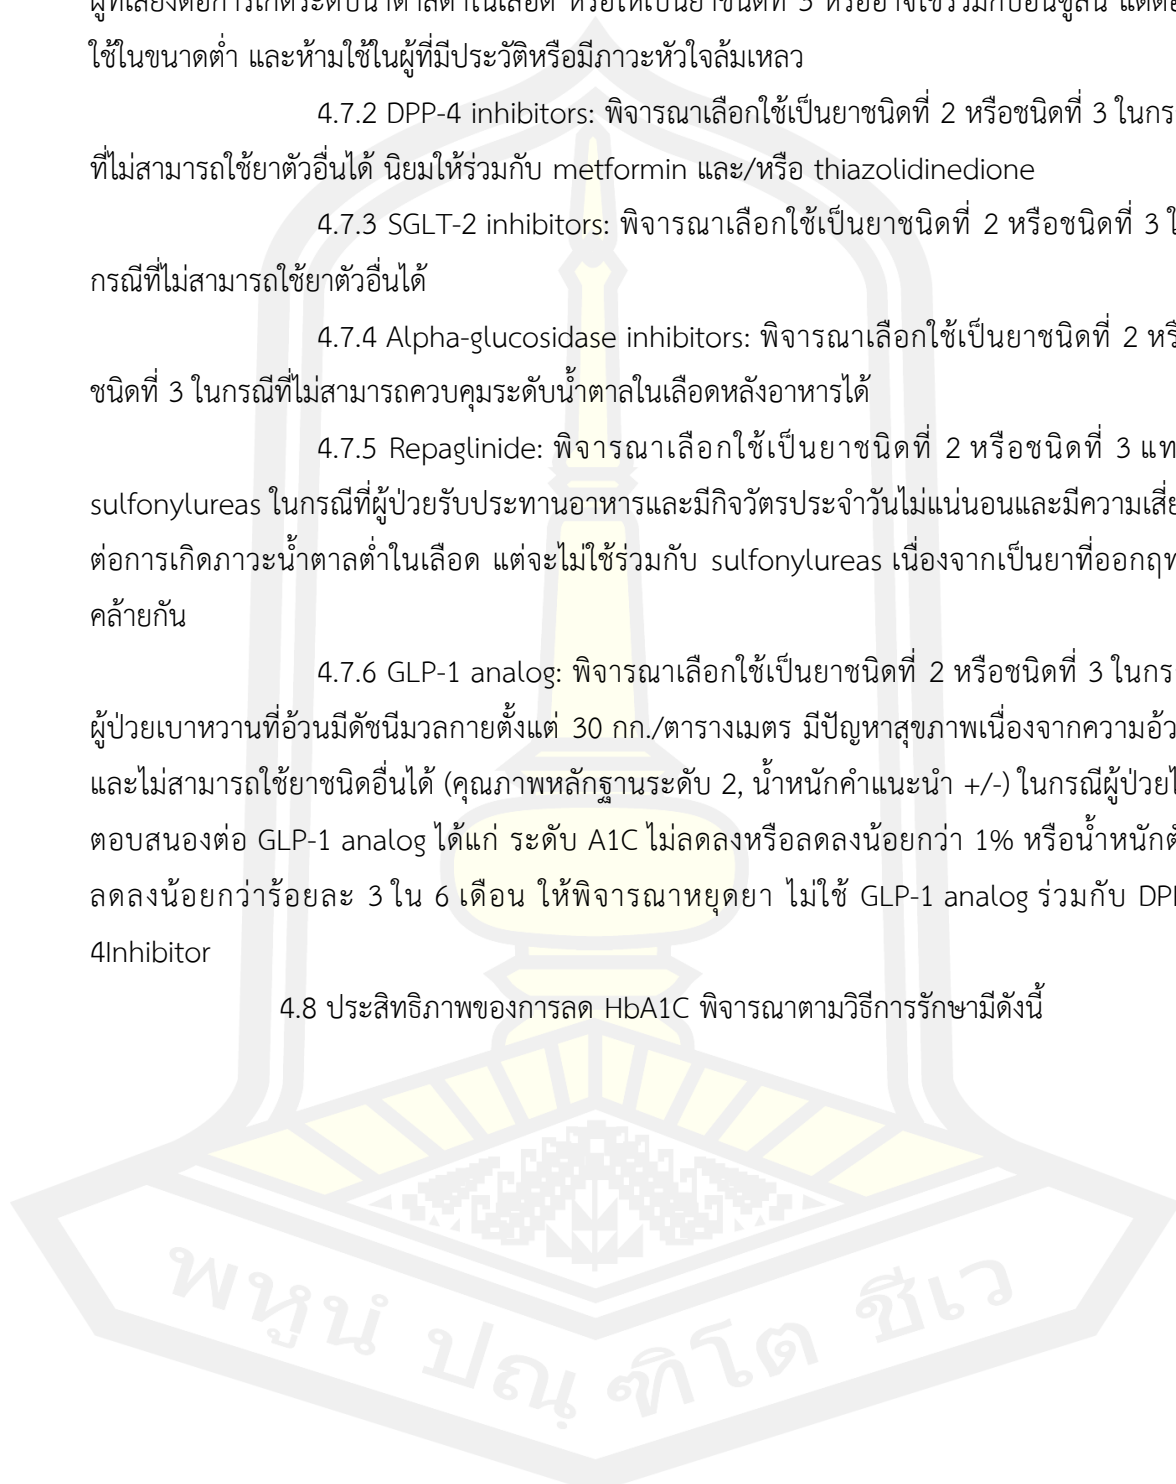 ผู้ที่เสี่ยงต่อการเกิดระดับน้ำตาลต่ำในเลือด หรือให้เป็นยาชนิดที่ 3 หรืออาจใช้ร่วมกับอินซูลิน
ใช้ในขนาดต่ำ และห้ามใช้ในผู้ที่มีประวัติหรือมีภาวะหัวใจล้มเหลว
4.7.2 DPP-4 inhibitors: พิจารณาเลือกใช้เป็นยาชนิดที่ 2 หรือชนิดที่ 3 ในกร
ที่ไม่สามารถใช้ยาตัวอื่นได้ นิยมให้ร่วมกับ metformin และ/หรือ thiazolidinedione
4.7.3 SGLT-2 inhibitors: พิจารณาเลือกใช้เป็นยาชนิดที่ 2 หรือชนิดที่ 3 ใ
กรณีที่ไม่สามารถใช้ยาตัวอื่นได้
4.7.4 Alpha-glucosidase inhibitors: พิจารณาเลือกใช้เป็นยาชนิดที่ 2 หรื
ชนิดที่ 3 ในกรณีที่ไม่สามารถควบคุมระดับน้ำตาลในเลือดหลังอาหารได้
4.7.5 Repaglinide: พิจารณาเลือกใช้เป็นยาชนิดที่ 2 หรือชนิดที่ 3 แท
sulfonylureas ในกรณีที่ผู้ป่วยรับประทานอาหารและมีกิจวัตรประจำวันไม่แน่นอนและมีความเสี่ย
ต่อการเกิดภาวะน้ำตาลต่ำในเลือด แต่จะไม่ใช้ร่วมกับ sulfonylureas เนื่องจากเป็นยาที่ออกฤท
คล้ายกัน
4.7.6 GLP-1 analog: พิจารณาเลือกใช้เป็นยาชนิดที่ 2 หรือชนิดที่ 3 ในกร
ผู้ป่วยเบาหวานที่อ้วนมีดัชนีมวลกายตั้งแต่ 30 กก./ตารางเมตร มีปัญหาสุขภาพเนื่องจากความอ้ว
และไม่สามารถใช้ยาชนิดอื่นได้ (คุณภาพหลักฐานระดับ 2, น้ำหนักคำแนะนำ +/-) ในกรณีผู้ป่วยไ
ตอบสนองต่อ GLP-1 analog ได้แก่ ระดับ A1C ไม่ลดลงหรือลดลงน้อยกว่า 1% หรือน้ำหนักตั
ลดลงน้อยกว่าร้อยละ 3 ใน 6 เดือน ให้พิจารณาหยุดยา ไม่ใช้ GLP-1 analog ร่วมกับ DPP
4Inhibitor
4.8 ประสิทธิภาพของการลด HbA1C พิจารณาตามวิธีการรักษามีดังนี้
พหูนํ ปณฺฑิโต ชีเว